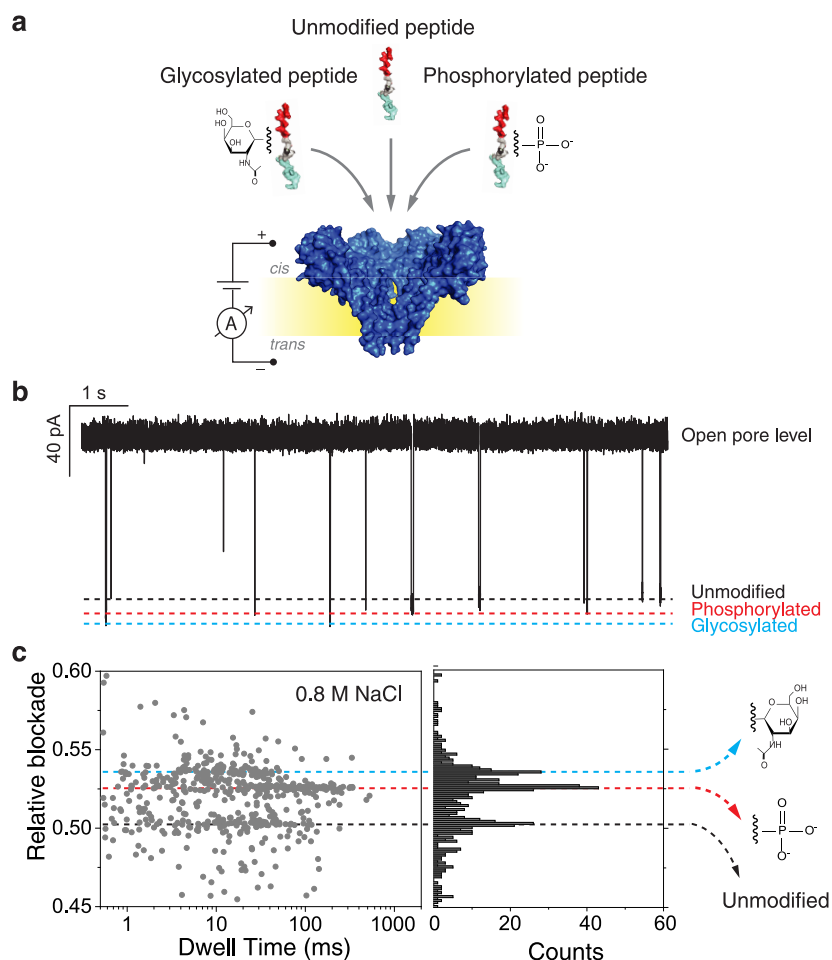 a
Unmodified peptide
Glycosylated peptide
Phosphorylated peptide
HO
OH
O
HO
OH
HN
O
O
P
O-
O-
+
cis
A
trans
–
b
1 s
40 pA
Open pore level
Unmodified
Phosphorylated
Glycosylated
c
0.60
0.55
0.50
0.45
Relative blockade
0.8 M NaCl
1
10
100
1000
Dwell Time (ms)
0
20
40
60
Counts
HO
OH
O
HO
OH
NH
O
O
P
O-
O-
Unmodified